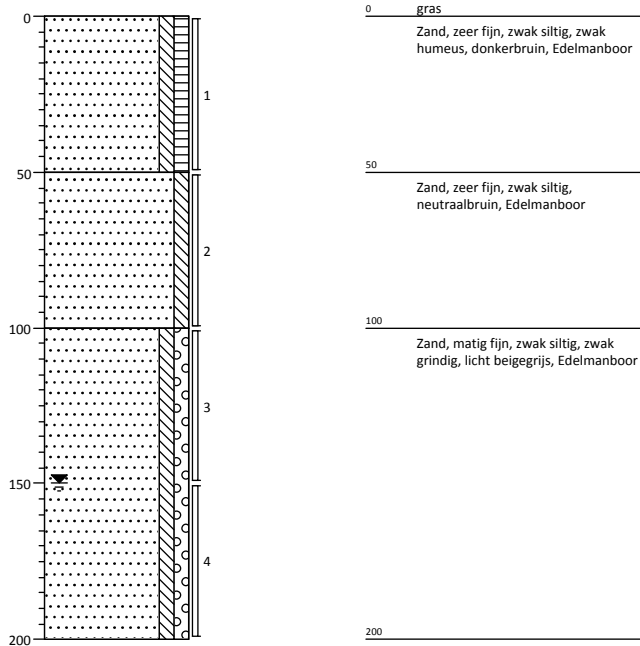 0
1
50
2
100
3
150
4
200
0
gras
Zand, zeer fijn, zwak siltig, zwak
humeus, donkerbruin, Edelmanboor
50
Zand, zeer fijn, zwak siltig,
neutraalbruin, Edelmanboor
100
Zand, matig fijn, zwak siltig, zwak
grindig, licht beigegrijs, Edelmanboor
200